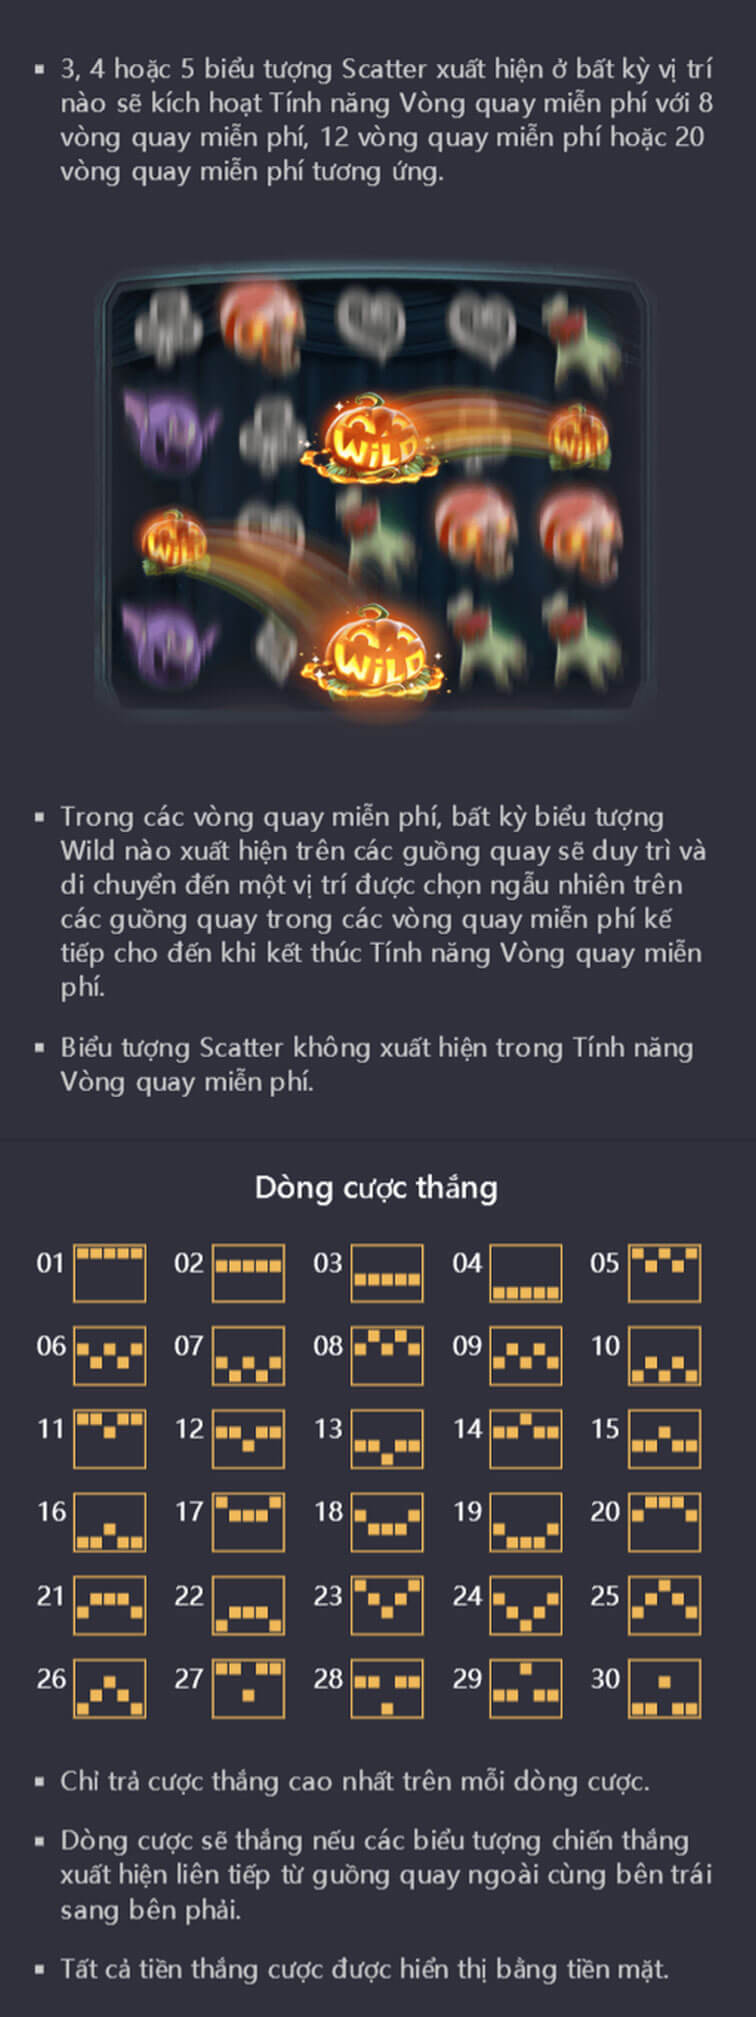 ▪ 3, 4 hoặc 5 biểu tượng Scatter xuất hiện ở bất kỳ vị trí
nào sẽ kích hoạt Tính năng Vòng quay miễn phí với 8
vòng quay miễn phí, 12 vòng quay miễn phí hoặc 20
vòng quay miễn phí tương ứng.
WILD WILD
WILD
WILD
▪ Trong các vòng quay miễn phí, bất kỳ biểu tượng
Wild nào xuất hiện trên các guồng quay sẽ duy trì và
di chuyển đến một vị trí được chọn ngẫu nhiên trên
các guồng quay trong các vòng quay miễn phí kế
tiếp cho đến khi kết thúc Tính năng Vòng quay miễn
phí.
▪ Biểu tượng Scatter không xuất hiện trong Tính năng
Vòng quay miễn phí.
Dòng cược thắng
01 02 03 04 05
06 07 08 09 10
11 12 13 14 15
16 17 18 19 20
21 22 23 24 25
26 27 28 29 30
▪ Chỉ trả cược thắng cao nhất trên mỗi dòng cược.
▪ Dòng cược sẽ thắng nếu các biểu tượng chiến thắng
xuất hiện liên tiếp từ guồng quay ngoài cùng bên trái
sang bên phải.
▪ Tất cả tiền thắng cược được hiển thị bằng tiền mặt.